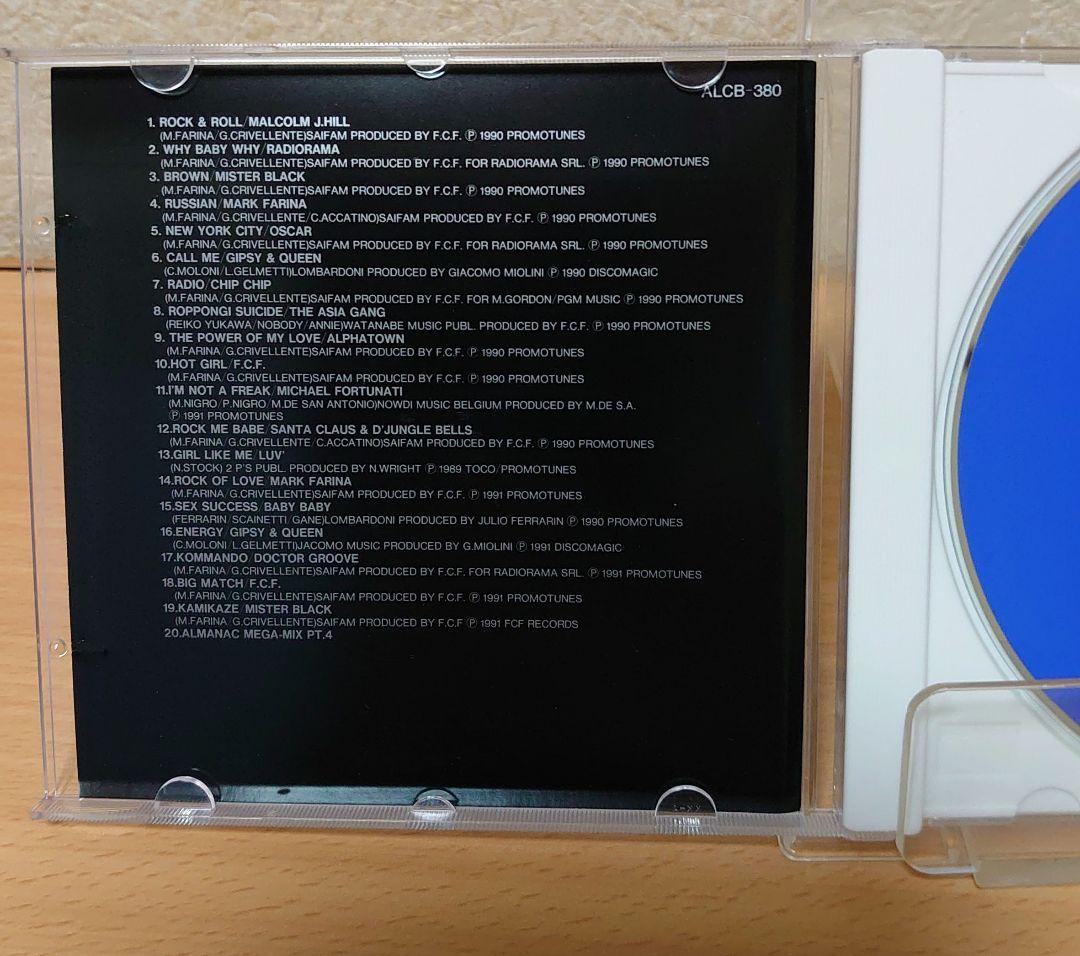 ALCB-380
1. ROCK & ROLL/MALCOLM J.HILL
(M.FARINA/G.CRIVELLENTE)SAIFAM PRODUCED BY F.C.F. Ⓟ 1990 PROMOTUNES
2. WHY BABY WHY/RADIORAMA
(M.FARINA/G.CRIVELLENTE)SAIFAM PRODUCED BY F.C.F. FOR RADIORAMA SRL. Ⓟ 1990 PROMOTUNES
3. BROWN/MISTER BLACK
(M.FARINA/G.CRIVELLENTE)SAIFAM PRODUCED BY F.C.F. Ⓟ 1990 PROMOTUNES
4. RUSSIAN/MARK FARINA
(M.FARINA/G.CRIVELLENTE/C.ACCATINO)SAIFAM PRODUCED BY F.C.F. Ⓟ 1990 PROMOTUNES
5. NEW YORK CITY/OSCAR
(M.FARINA/G.CRIVELLENTE)SAIFAM PRODUCED BY F.C.F. FOR RADIORAMA SRL. Ⓟ 1990 PROMOTUNES
6. CALL ME/GIPSY & QUEEN
(C.MOLONI/L.GELMETTI)LOMBARDONI PRODUCED BY GIACOMO MIOLINI Ⓟ 1990 DISCOMAGIC
7. RADIO/CHIP CHIP
(M.FARINA/G.CRIVELLENTE)SAIFAM PRODUCED BY F.C.F. FOR M.GORDON/PGM MUSIC Ⓟ 1990 PROMOTUNES
8. ROPPONGI SUICIDE/THE ASIA GANG
(REIKO YUKAWA/NOBODY/ANNIE)WATANABE MUSIC PUBL. PRODUCED BY F.C.F. Ⓟ 1990 PROMOTUNES
9. THE POWER OF MY LOVE/ALPHATOWN
(M.FARINA/G.CRIVELLENTE)SAIFAM PRODUCED BY F.C.F. Ⓟ 1990 PROMOTUNES
10.HOT GIRL/F.C.F.
(M.FARINA/G.CRIVELLENTE)SAIFAM PRODUCED BY F.C.F. Ⓟ 1990 PROMOTUNES
11.I'M NOT A FREAK/MICHAEL FORTUNATI
(M.NIGRO/P.NIGRO/M.DE SAN ANTONIO)NOWDI MUSIC BELGIUM PRODUCED BY M.DE S.A.
Ⓟ 1991 PROMOTUNES
12.ROCK ME BABE/SANTA CLAUS & D'JUNGLE BELLS
(M.FARINA/G.CRIVELLENTE/C.ACCATINO)SAIFAM PRODUCED BY F.C.F. Ⓟ 1990 PROMOTUNES
13.GIRL LIKE ME/LUV'
(N.STOCK) 2 P'S PUBL. PRODUCED BY N.WRIGHT Ⓟ 1989 TOCO/PROMOTUNES
14.ROCK OF LOVE/MARK FARINA
(M.FARINA/G.CRIVELLENTE)SAIFAM PRODUCED BY F.C.F. Ⓟ 1991 PROMOTUNES
15.SEX SUCCESS/BABY BABY
(FERRARIN/SCAINETTI/GANE)LOMBARDONI PRODUCED BY JULIO FERRARIN Ⓟ 1990 PROMOTUNES
16.ENERGY/GIPSY & QUEEN
(C.MOLONI/L.GELMETTI)JACOMO MUSIC PRODUCED BY G.MIOLINI Ⓟ 1991 DISCOMAGIC
17.KOMMANDO/DOCTOR GROOVE
(M.FARINA/G.CRIVELLENTE)SAIFAM PRODUCED BY F.C.F. FOR RADIORAMA SRL. Ⓟ 1991 PROMOTUNES
18.BIG MATCH/F.C.F.
(M.FARINA/G.CRIVELLENTE)SAIFAM PRODUCED BY F.C.F. Ⓟ 1991 PROMOTUNES
19.KAMIKAZE/MISTER BLACK
(M.FARINA/G.CRIVELLENTE)SAIFAM PRODUCED BY F.C.F Ⓟ 1991 FCF RECORDS
20.ALMANAC MEGA-MIX PT.4